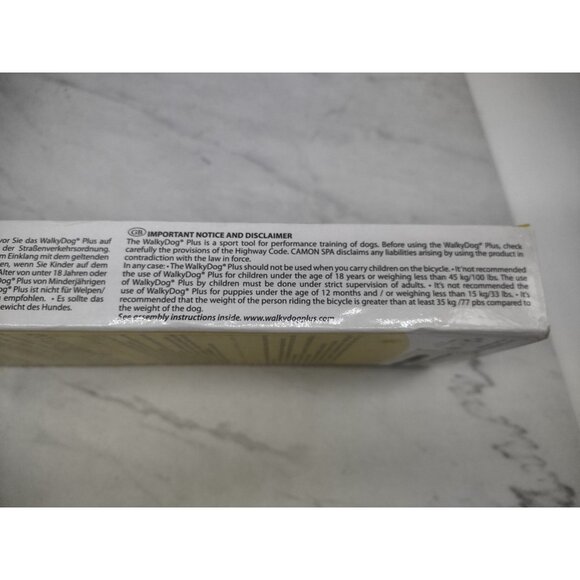 vor Sie das WalkyDog® Plus auf
der Straßenverkehrsordnung.
m Einklang mit dem geltenden
en, wenn Sie Kinder auf dem
Alter von unter 18 Jahren oder
Dog® Plus von Minderjährigen
g® Plus ist nicht für Welpen/
u empfohlen. • Es sollte das
ewicht des Hundes.
GB IMPORTANT NOTICE AND DISCLAIMER
The WalkyDog® Plus is a sport tool for performance training of dogs. Before using the WalkyDog® Plus, check
carefully the provisions of the Highway Code. CAMON SPA disclaims any liabilities arising by using the product in
contradiction with the law in force.
In any case: • The WalkyDog® Plus should not be used when you carry children on the bicycle. • It's not recommended
the use of WalkyDog® Plus for children under the age of 18 years or weighing less than 45 kg/100 lbs. The use
of WalkyDog® Plus by children must be done under strict supervision of adults. • It's not recommended the
use of WalkyDog® Plus for puppies under the age of 12 months and / or weighing less than 15 kg/33 lbs. • It's
recommended that the weight of the person riding the bicycle is greater than at least 35 kg /77 pbs compared to
the weight of the dog.
See assembly instructions inside. www.walkydogplus.com